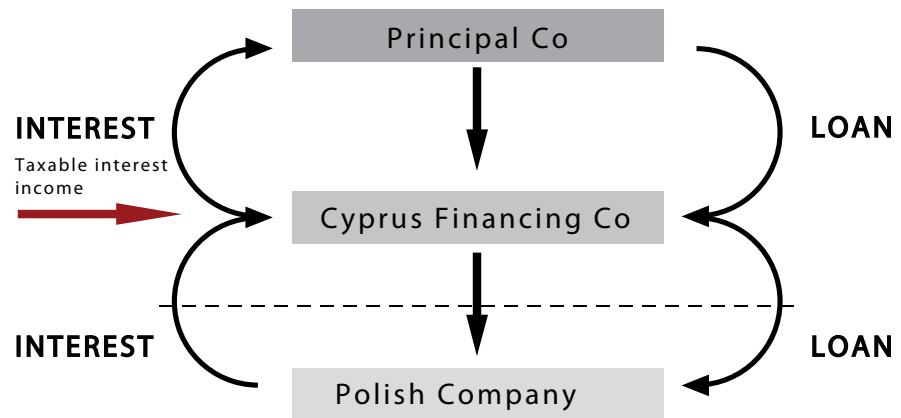 Principal Co
INTEREST
LOAN
Taxable interest
income
Cyprus Financing Co
INTEREST
LOAN
Polish Company